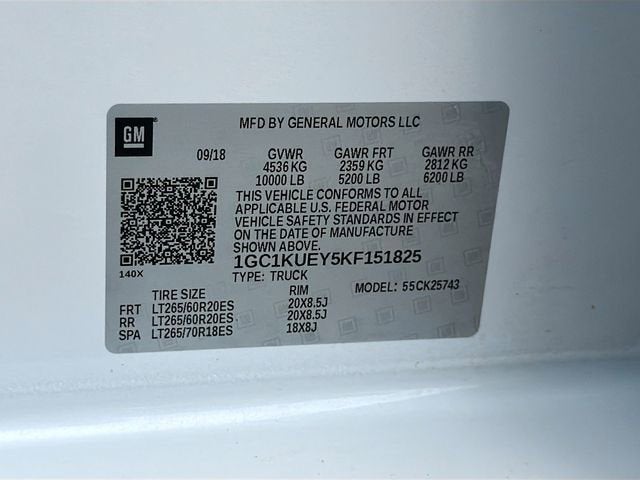 GM
MFD BY GENERAL MOTORS LLC
09/18 GVWR GAWR FRT GAWR RR
4536 KG 2359 KG 2812 KG
10000 LB 5200 LB 6200 LB
THIS VEHICLE CONFORMS TO ALL
APPLICABLE U.S. FEDERAL MOTOR
VEHICLE SAFETY STANDARDS IN EFFECT
ON THE DATE OF MANUFACTURE
SHOWN ABOVE.
1GC1KUEY5KF151825
140X
TYPE: TRUCK MODEL: 55CK25743
TIRE SIZE RIM
FRT LT265/60R20ES 20X8.5J
RR LT265/60R20ES 20X8.5J
SPA LT265/70R18ES 18X8J